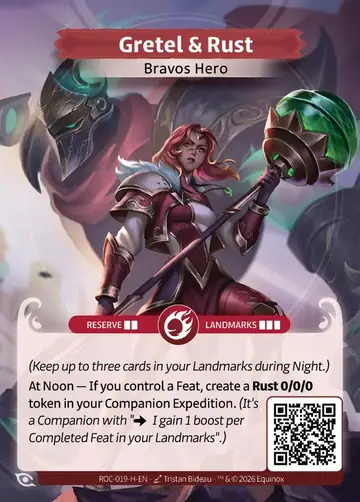 Gretel & Rust
Bravos Hero
RESERVE
LANDMARKS
(Keep up to three cards in your Landmarks during Night.)
At Noon — If you control a Feat, create a Rust 0/0/0
token in your Companion Expedition. (It's
a Companion with "➔ I gain 1 boost per
Completed Feat in your Landmarks".)
ROC-019-H-EN - Tristan Bideau - ™ & © 2026 Equinox